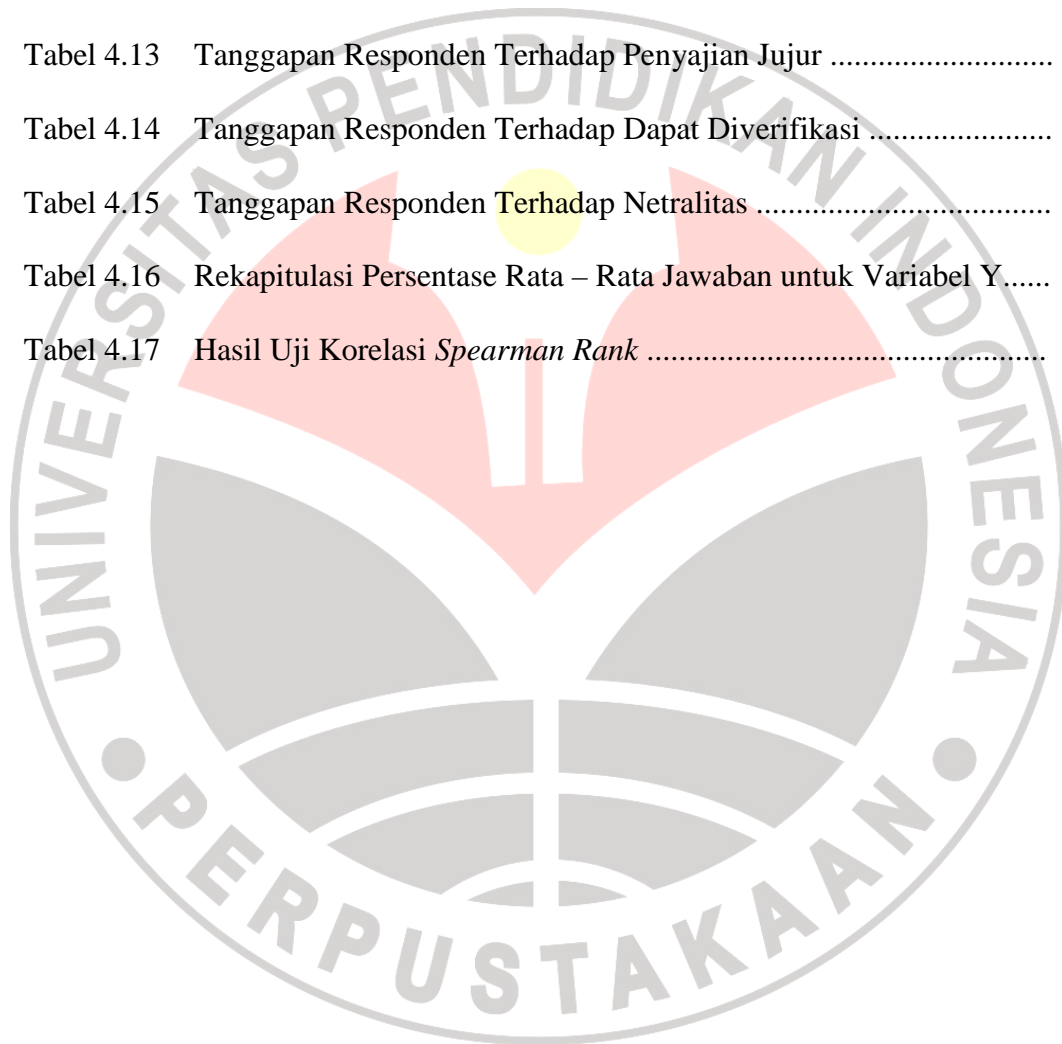 Tabel 4.13 Tanggapan Responden Terhadap Penyajian Jujur ..........................
Tabel 4.14 Tanggapan Responden Terhadap Dapat Diverifikasi .....................
Tabel 4.15 Tanggapan Responden Terhadap Netralitas ..................................
Tabel 4.16 Rekapitulasi Persentase Rata – Rata Jawaban untuk Variabel Y......
Tabel 4.17 Hasil Uji Korelasi Spearman Rank ..............................................
UNIVERSITAS PENDIDIKAN INDONESIA
PERPUSTAKAAN